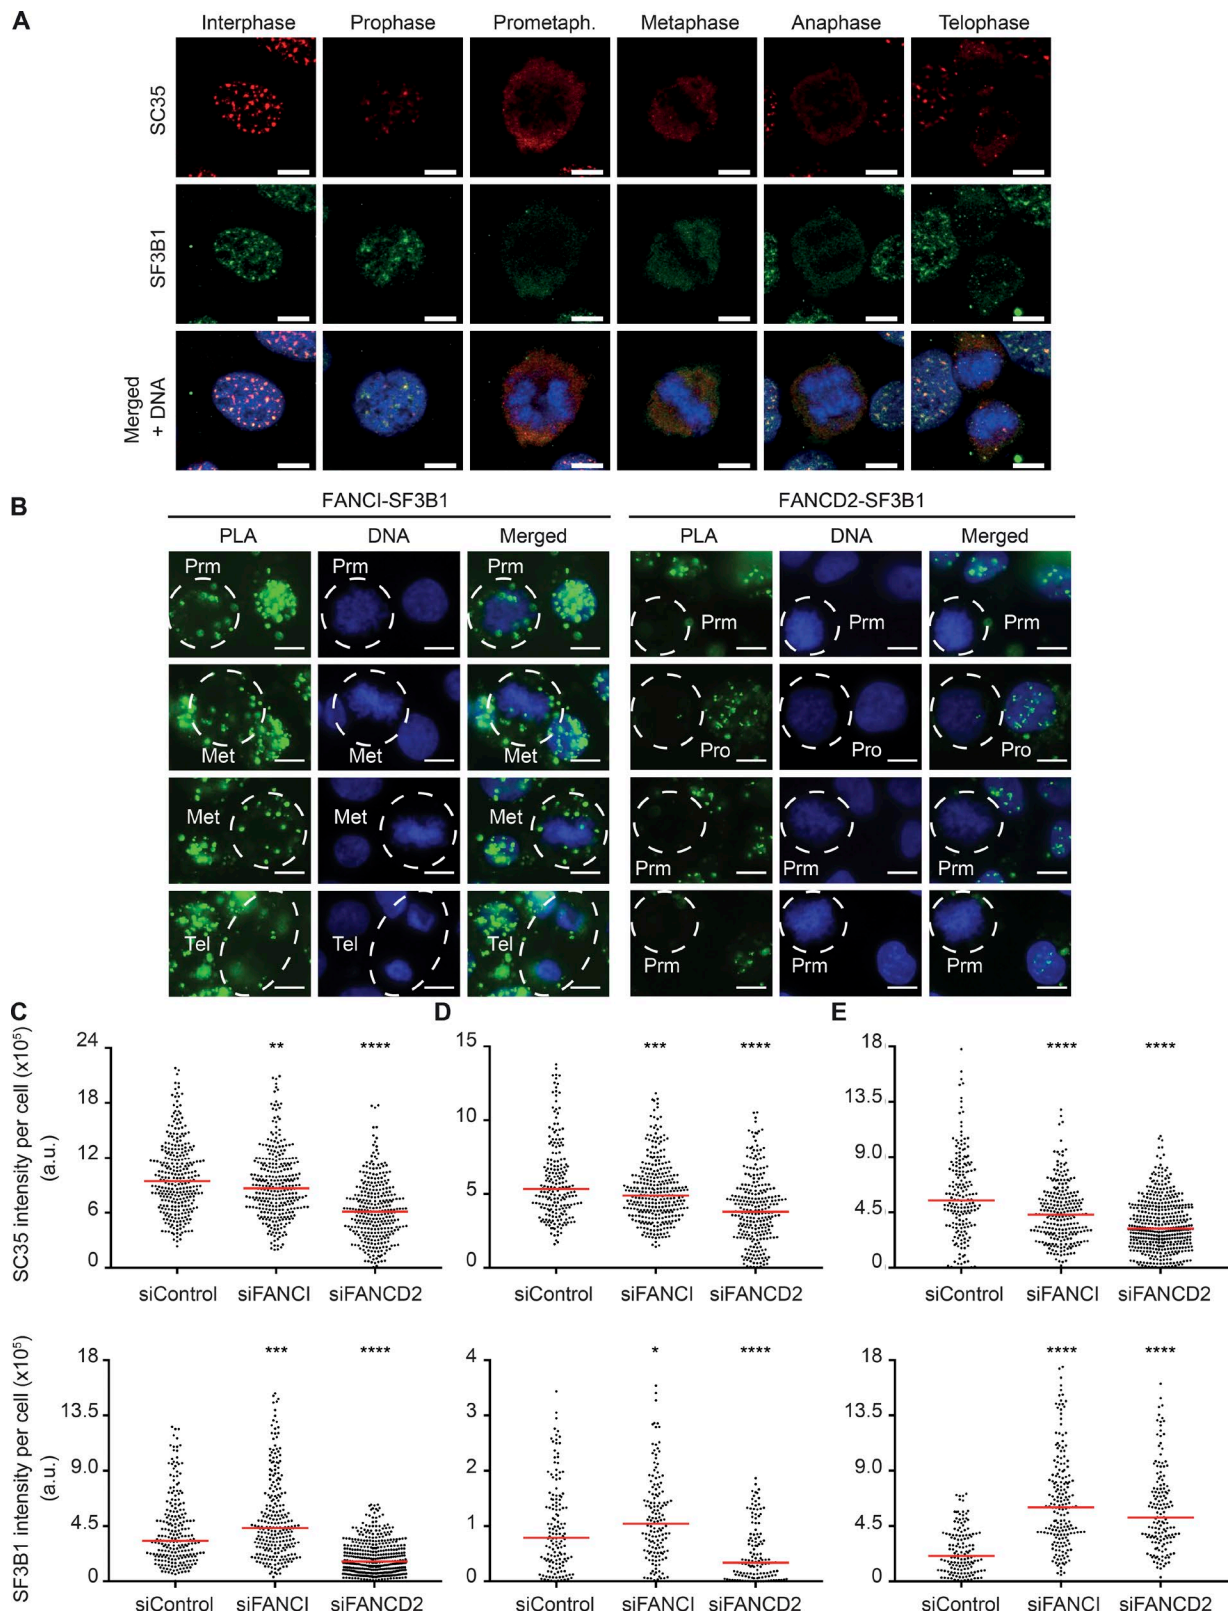 A
Interphase Prophase Prometaph. Metaphase Anaphase Telophase
SC35
SF3B1
Merged
+ DNA
B
FANCI-SF3B1 FANCD2-SF3B1
PLA DNA Merged PLA DNA Merged
Prm Prm Prm Prm Prm Prm
Met Met Met Pro Pro Pro
Met Met Met Prm Prm Prm
Tel Tel Tel Prm Prm Prm
C D E
SC35 intensity per cell (x10⁵)
(a.u.)
24
18
12
6
0
** ****
siControl siFANCI siFANCD2
15
10
5
0
*** ****
siControl siFANCI siFANCD2
18
13.5
9.0
4.5
0
**** ****
siControl siFANCI siFANCD2
SF3B1 intensity per cell (x10⁵)
(a.u.)
18
13.5
9.0
4.5
0
*** ****
siControl siFANCI siFANCD2
4
3
2
1
0
* ****
siControl siFANCI siFANCD2
18
13.5
9.0
4.5
0
**** ****
siControl siFANCI siFANCD2